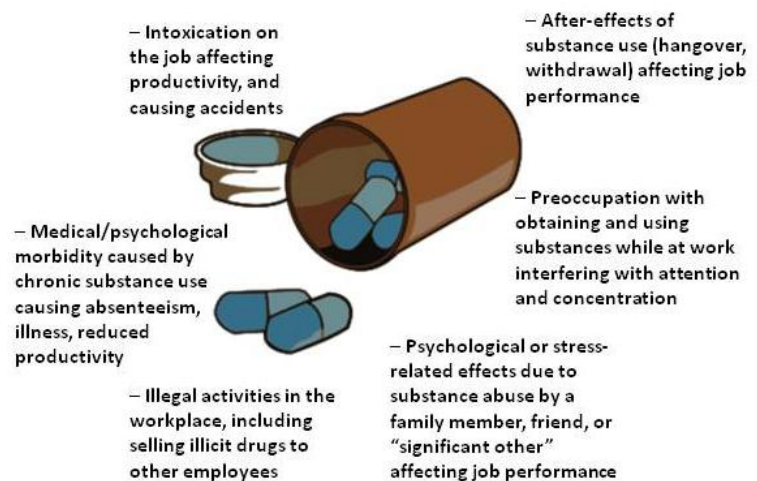 – Intoxication on
the job affecting
productivity, and
causing accidents
– After-effects of
substance use (hangover,
withdrawal) affecting job
performance
– Medical/psychological
morbidity caused by
chronic substance use
causing absenteeism,
illness, reduced
productivity
– Preoccupation with
obtaining and using
substances while at work
interfering with attention
and concentration
– Illegal activities in the
workplace, including
selling illicit drugs to
other employees
– Psychological or stress-
related effects due to
substance abuse by a
family member, friend, or
“significant other”
affecting job performance